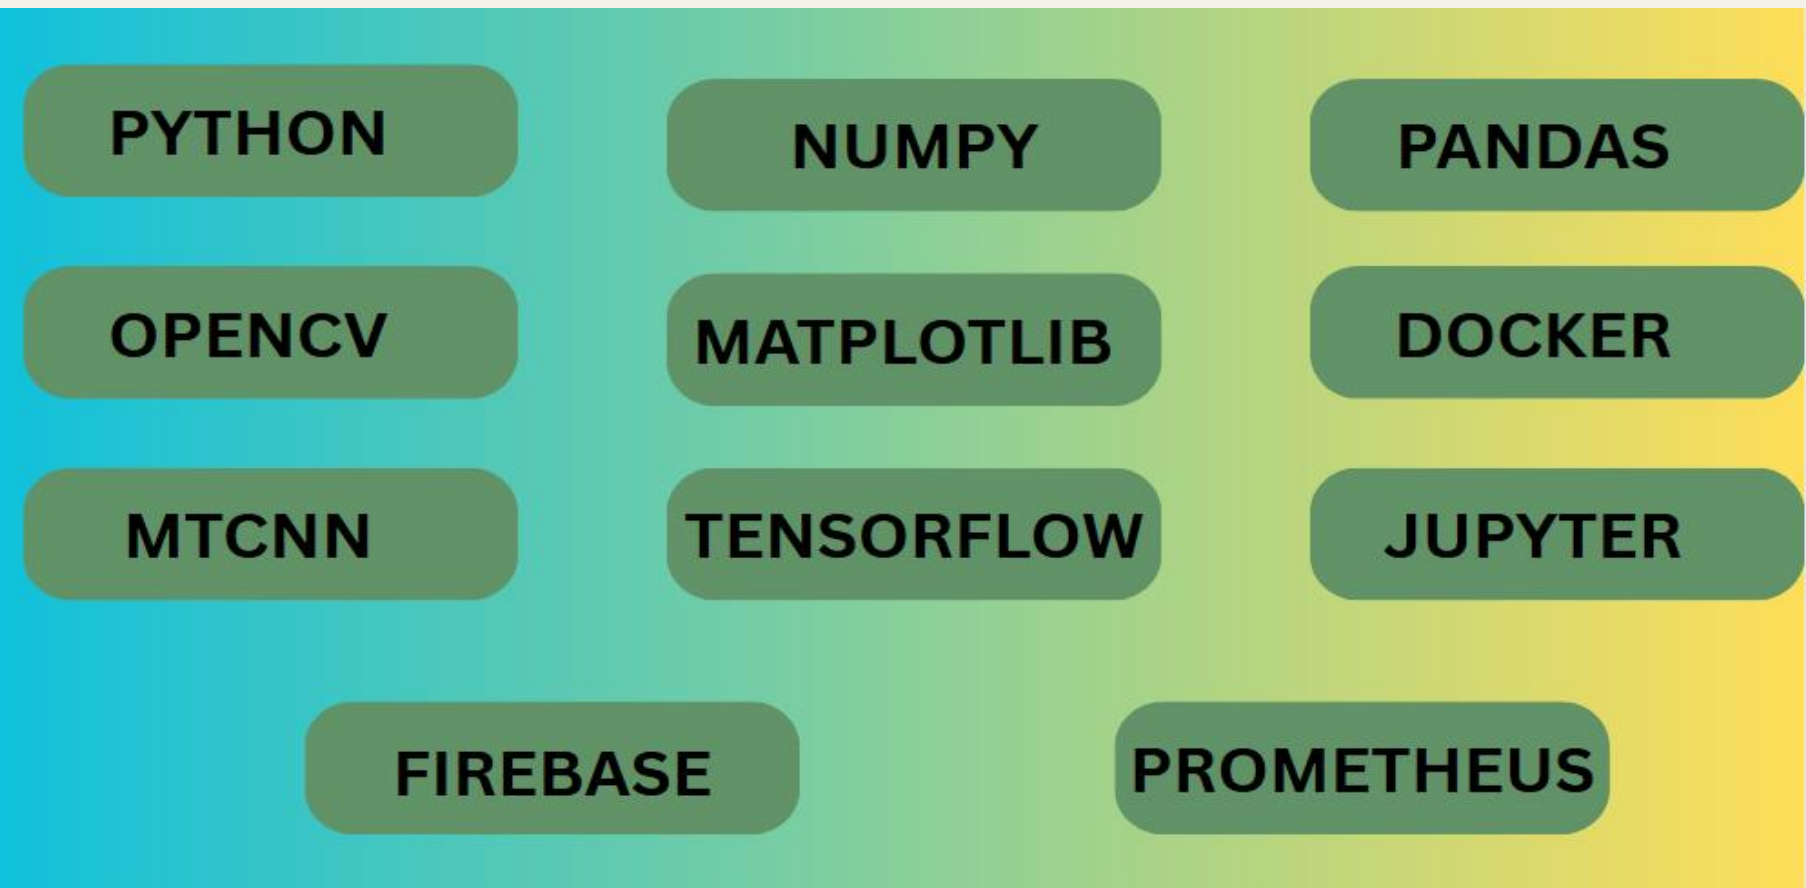 PYTHON
NUMPY
PANDAS
OPENCV
MATPLOTLIB
DOCKER
MTCNN
TENSORFLOW
JUPYTER
FIREBASE
PROMETHEUS